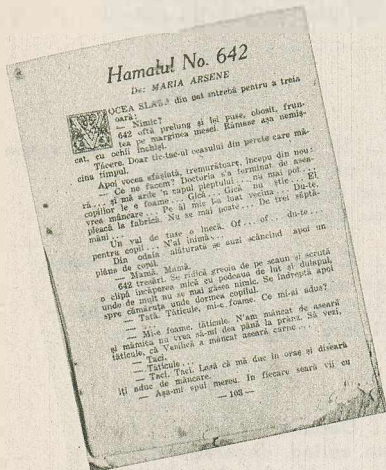 Hamalul No. 642
De: MARIA ARSENE
VOCEA SLABĂ din pat întrebă pentru a treia
oară:
— Nimic?
642 oftă prelung și își puse, obosit, frun-
tea pe marginea mesei. Rămase așa nemiș-
cat, cu ochii închiși.
Tăcere. Doar tic-tac-ul ceasului din perete care mă-
cina timpul.
Apoi vocea sfâșiată, tremurătoare, începu din nou:
— Ce ne facem? Doctoria s'a terminat de asea-
ră... și mă arde 'n capul pieptului... nu mai pot...
copiilor le e foame... Gică... Gică nu știe... El
vrea mâncare... Pe ăl mic l-a luat vecina... Du-te,
pleacă la fabrică. Nu se mai poate... De trei săptă-
mâni...
Un val de tuse o înecă. Of... of... du-te...
pentru copil... N'ai inimă...
Din odaia alăturată se auzi scâncind apoi un
plâns de copil.
— Mamă. Mamă.
642 tresări. Se ridică greoiu de pe scaun și scrută
o clipă încăperea mică cu podeaua de lut și dulapul,
unde de mult nu se mai găsea nimic. Se îndreptă apoi
spre cămăruța unde dormea copilul.
— Tată. Tăticule, mi-e foame. Ce mi-ai adus?
...
— Mi-e foame, tăticule. N'am mâncat de aseară
și mămica nu vrea să-mi dea până la prânz. Să vezi,
tăticule, că Vanilică a mâncat aseară carne...
— Taci.
— Tăticule...
— Taci. Taci. Lasă că mă duc în oraș și diseară
îți aduc de mâncare.
— Așa-mi spui mereu. În fiecare seară vii cu
— 103 —